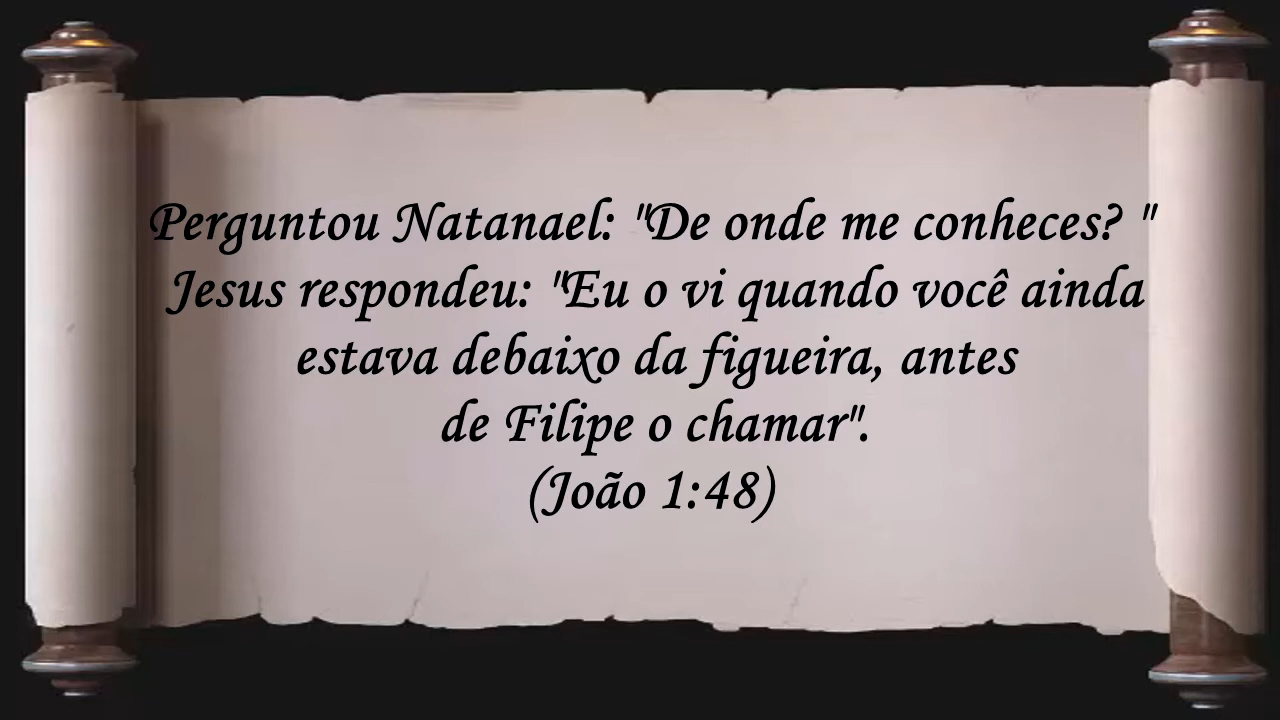 Perguntou Natanael: "De onde me conheces? "
Jesus respondeu: "Eu o vi quando você ainda
estava debaixo da figueira, antes
de Filipe o chamar".
(João 1:48)